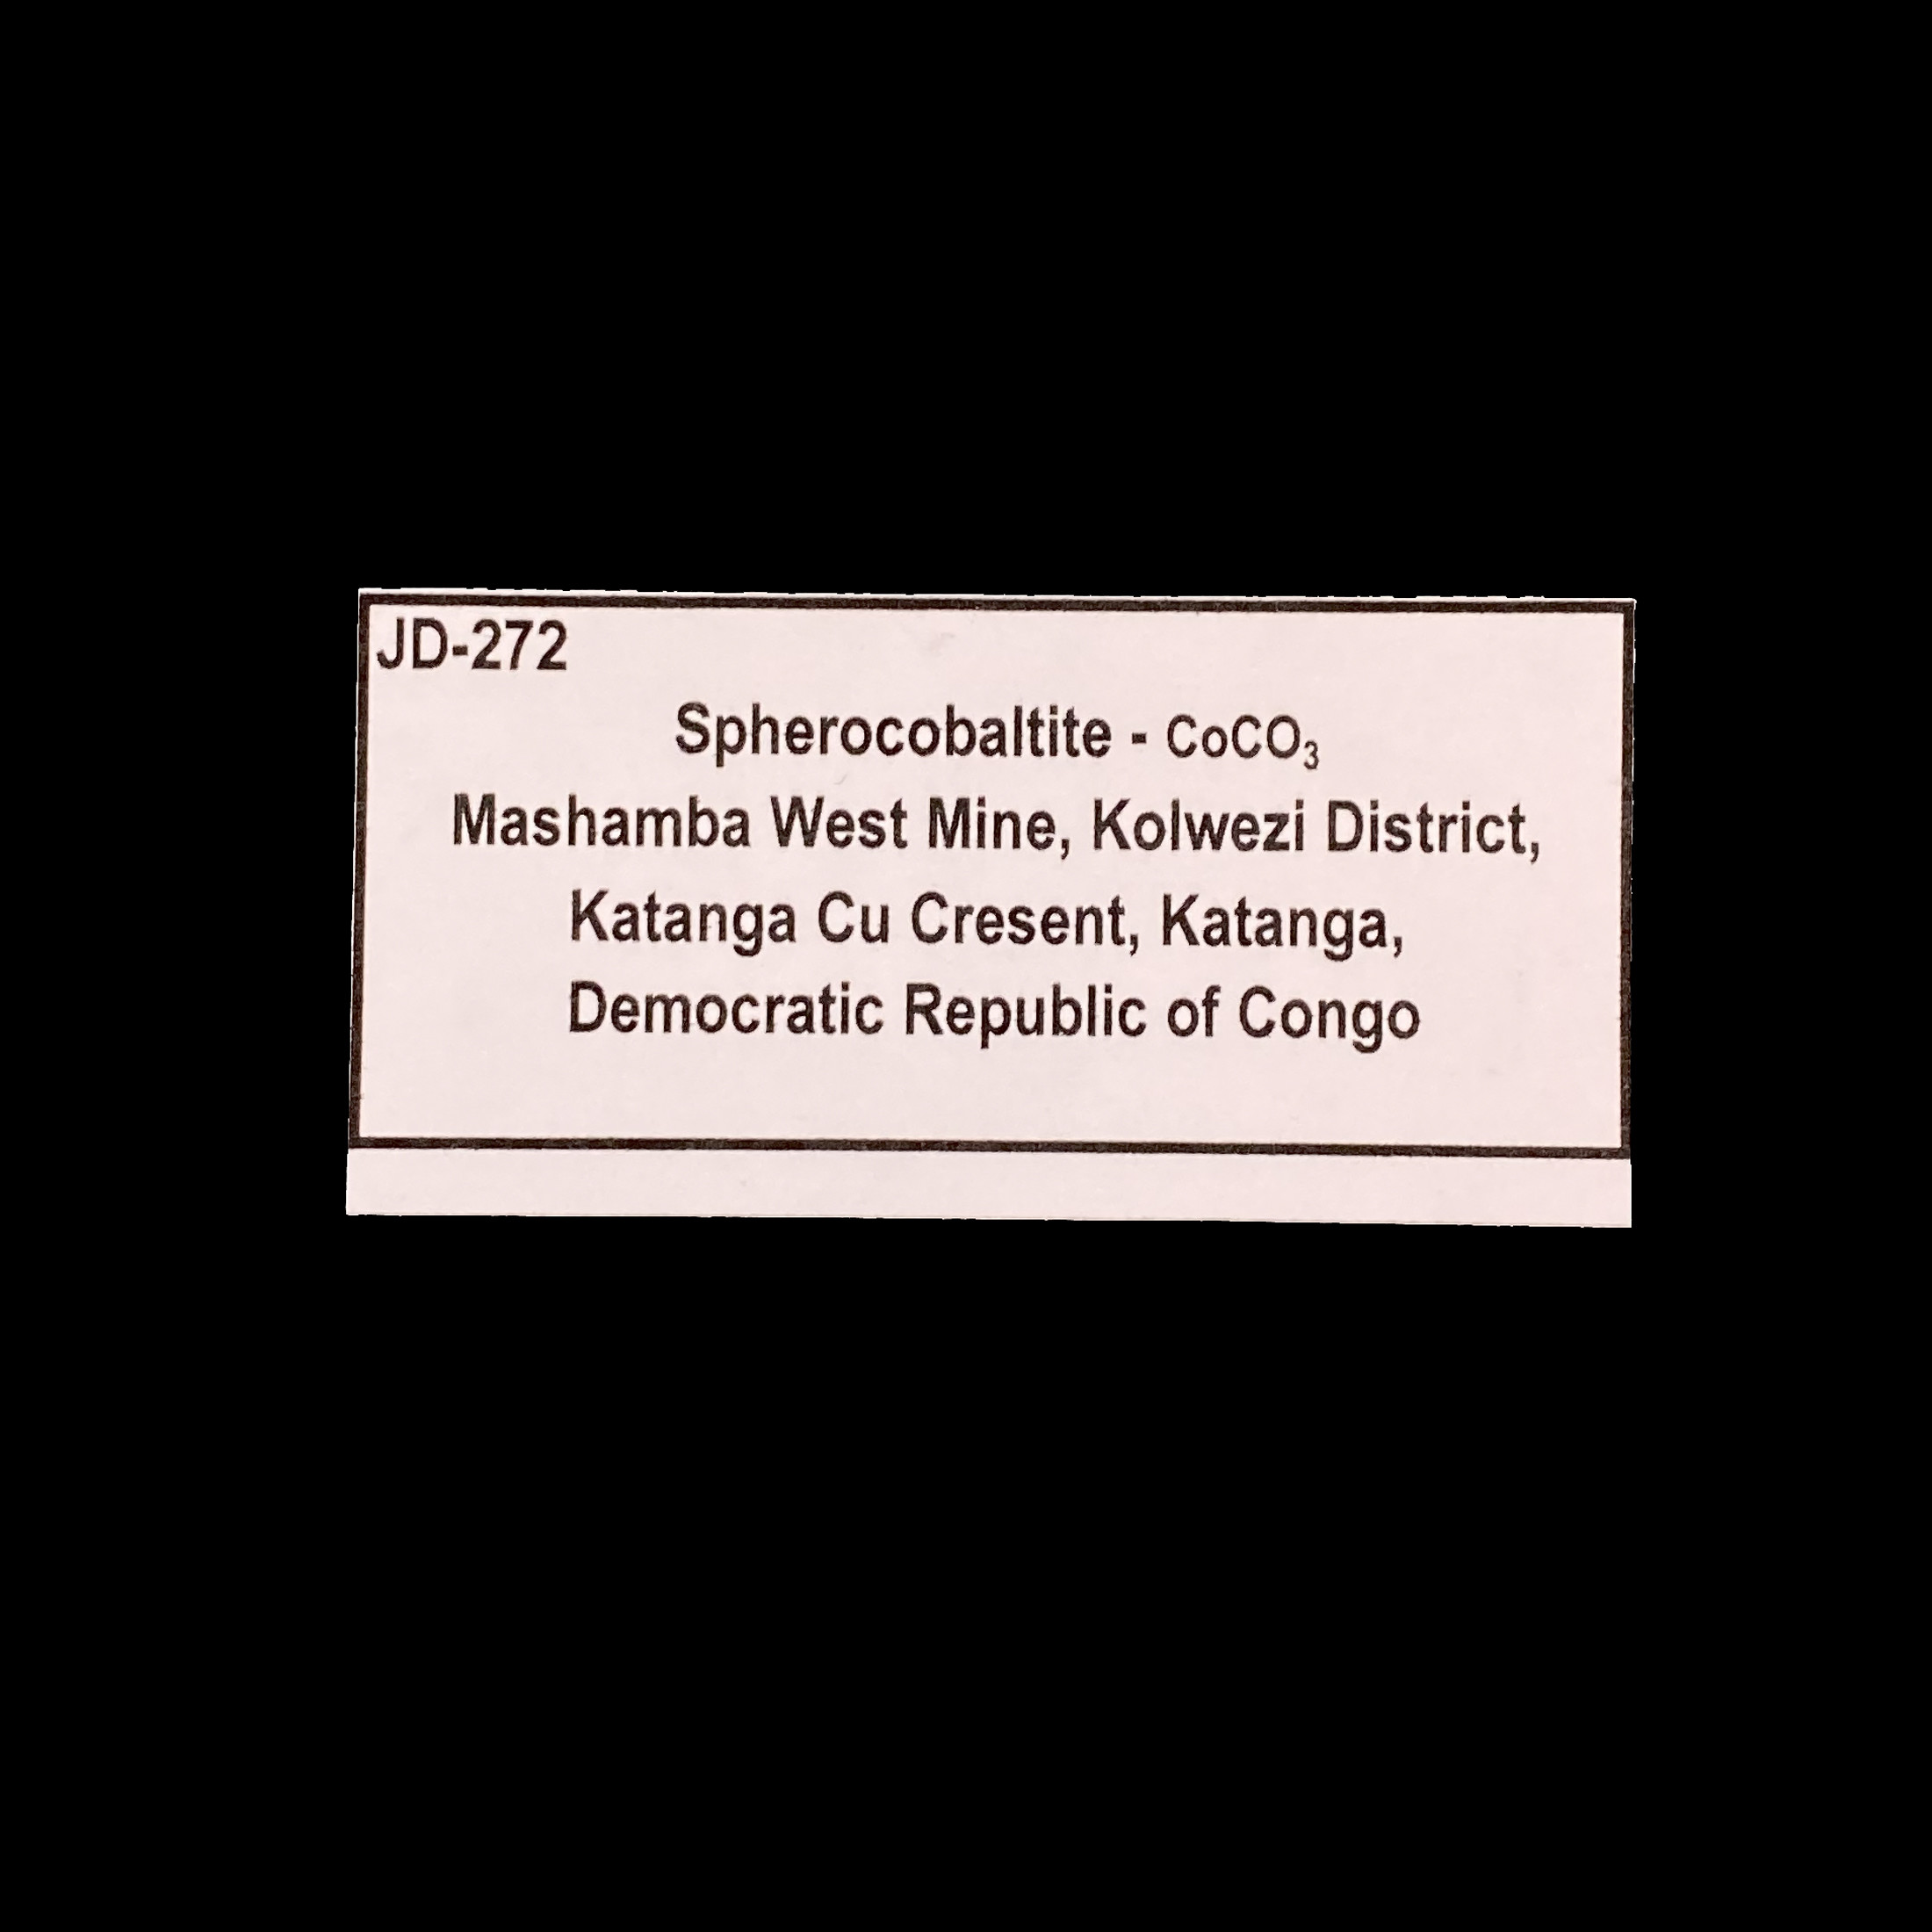 JD-272
Spherocobaltite - CoCO₃
Mashamba West Mine, Kolwezi District,
Katanga Cu Cresent, Katanga,
Democratic Republic of Congo